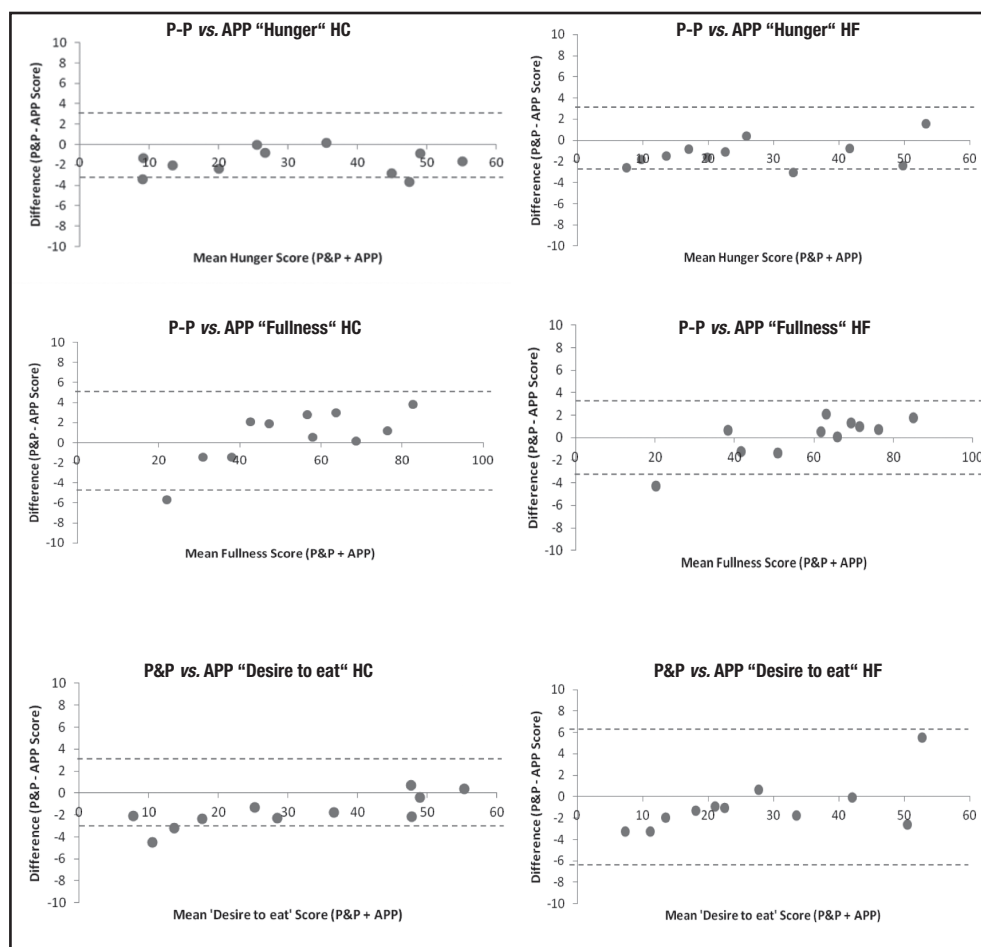 P-P vs. APP “Hunger“ HC
Difference (P&P - APP Score)
10
8
6
4
2
0
-2
-4
-6
-8
-10
0 10 20 30 40 50 60
Mean Hunger Score (P&P + APP)
P-P vs. APP “Hunger“ HF
Difference (P&P - APP Score)
10
8
6
4
2
0
-2
-4
-6
-8
-10
0 10 20 30 40 50 60
Mean Hunger Score (P&P + APP)
P-P vs. APP “Fullness“ HC
Difference (P&P - APP Score)
10
8
6
4
2
0
-2
-4
-6
-8
-10
0 20 40 60 80 100
Mean Fullness Score (P&P + APP)
P-P vs. APP “Fullness“ HF
Difference (P&P - APP Score)
10
8
6
4
2
0
-2
-4
-6
-8
-10
0 20 40 60 80 100
Mean Fullness Score (P&P + APP)
P&P vs. APP “Desire to eat“ HC
Difference (P&P - APP Score)
10
8
6
4
2
0
-2
-4
-6
-8
-10
0 10 20 30 40 50 60
Mean 'Desire to eat' Score (P&P + APP)
P&P vs. APP “Desire to eat“ HF
Difference (P&P - APP Score)
10
8
6
4
2
0
-2
-4
-6
-8
-10
0 10 20 30 40 50 60
Mean 'Desire to eat' Score (P&P + APP)